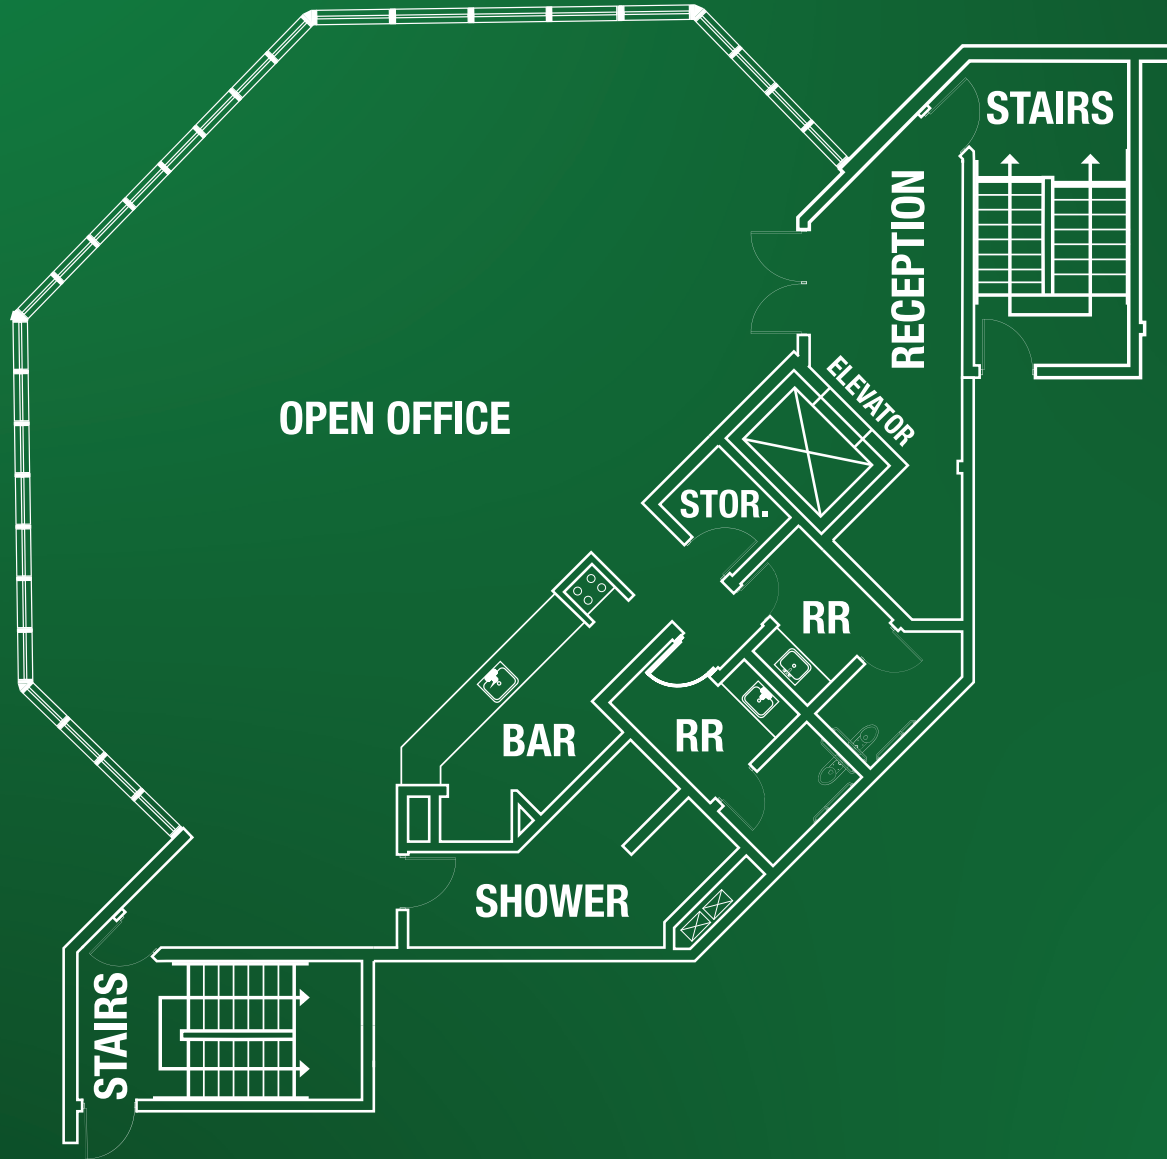 STAIRS
RECEPTION
ELEVATOR
OPEN OFFICE
STOR.
RR
RR
BAR
SHOWER
STAIRS